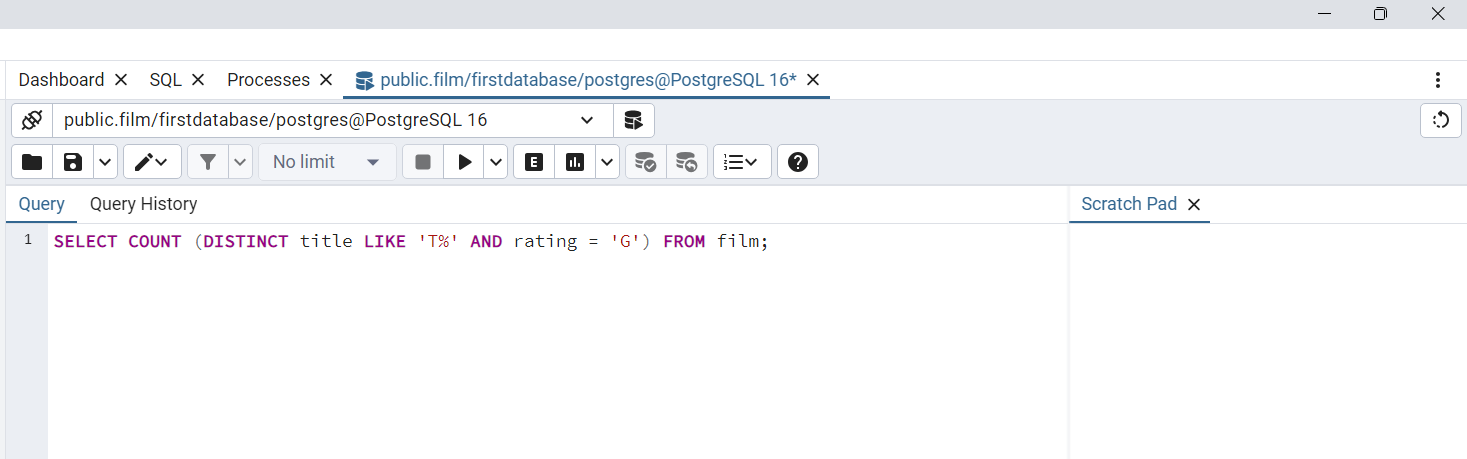 Dashboard SQL Processes public.film/firstdatabase/postgres@PostgreSQL 16*
public.film/firstdatabase/postgres@PostgreSQL 16
No limit E
Query Query History Scratch Pad
1 SELECT COUNT (DISTINCT title LIKE 'T%' AND rating = 'G') FROM film;